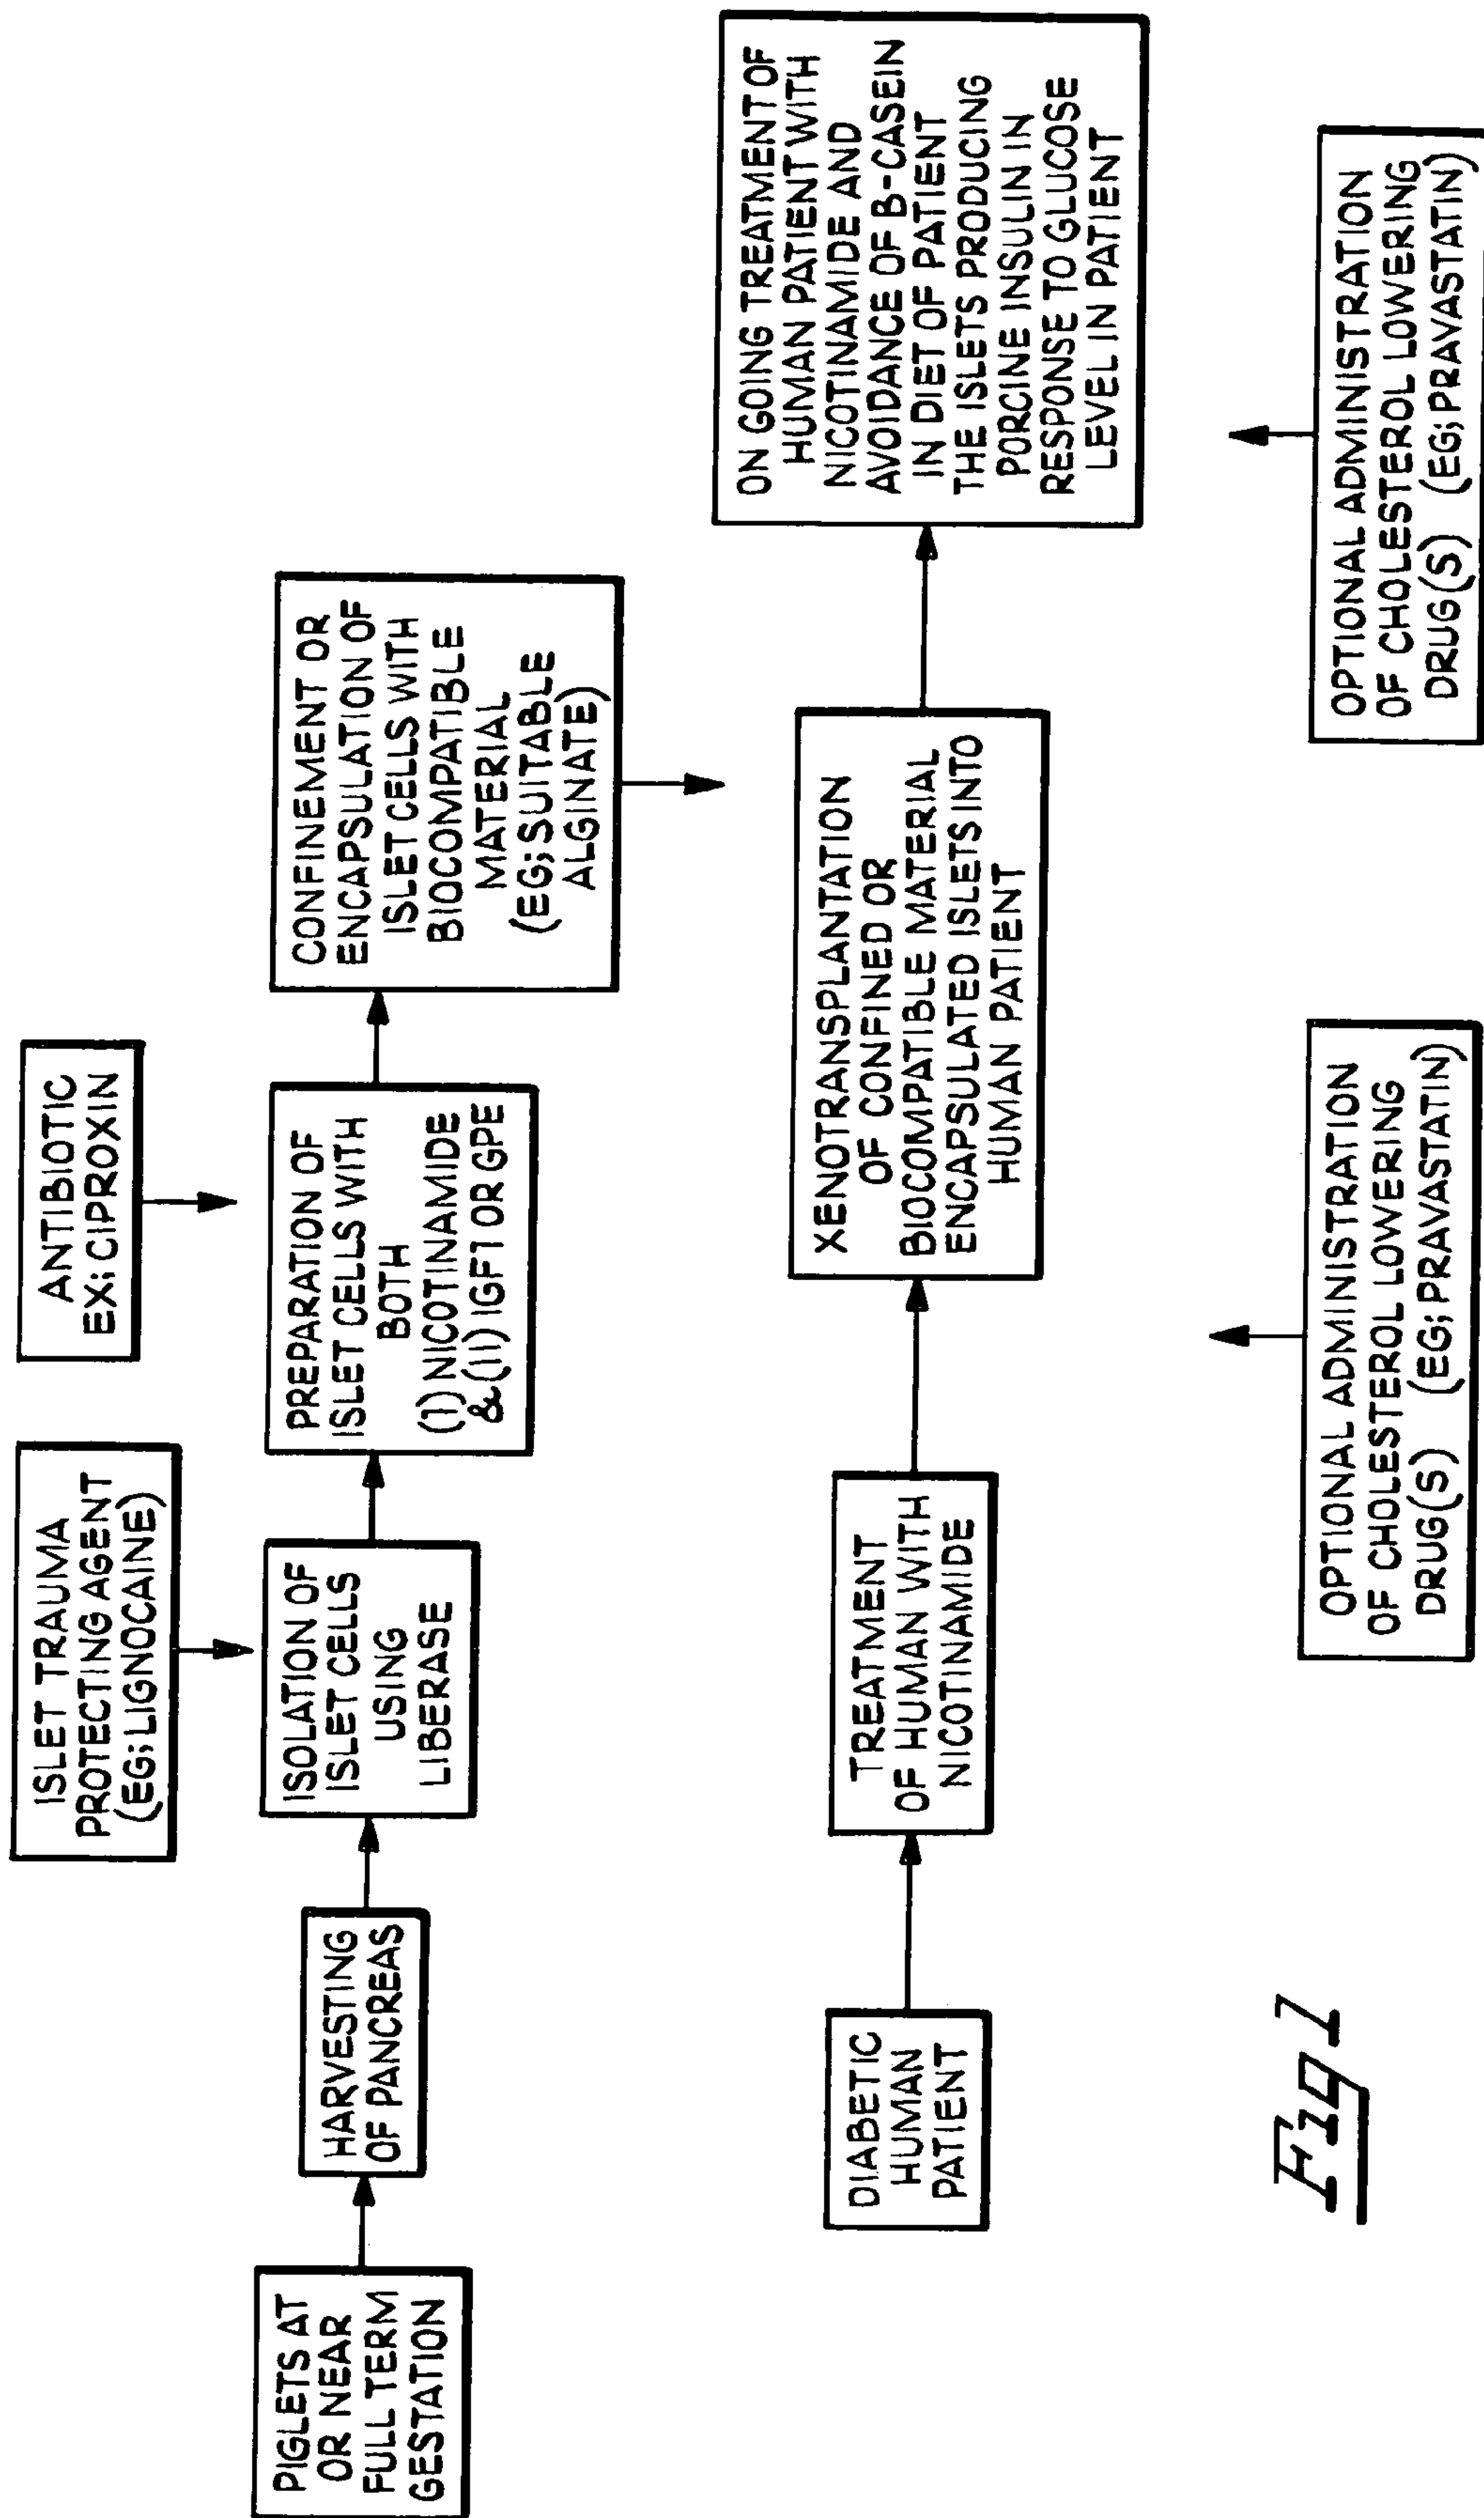 ISLET TRAUMA
PROTECTING AGENT
(EG; LIGNOCAINE)
ANTIBIOTIC
EX; CIPROXIN
PIGLETS AT
OR NEAR
FULL TERM
GESTATION
HARVESTING
OF PANCREAS
ISOLATION OF
ISLET CELLS
USING
LIBERASE
PREPARATION OF
ISLET CELLS WITH
BOTH
(I) NICOTINAMIDE
& (II) IGF1 OR GPE
CONFINEMENT OR
ENCAPSULATION OF
ISLET CELLS WITH
BIOCOMPATIBLE
MATERIAL
(EG; SUITABLE
ALGINATE)
DIABETIC
HUMAN
PATIENT
TREATMENT
OF HUMAN WITH
NICOTINAMIDE
XENOTRANSPLANTATION
OF CONFINED OR
BIOCOMPATIBLE MATERIAL
ENCAPSULATED ISLETS INTO
HUMAN PATIENT
ON GOING TREATMENT OF
HUMAN PATIENT WITH
NICOTINAMIDE AND
AVOIDANCE OF B-CASEIN
IN DIET OF PATIENT
THE ISLETS PRODUCING
PORCINE INSULIN IN
RESPONSE TO GLUCOSE
LEVEL IN PATIENT
OPTIONAL ADMINISTRATION
OF CHOLESTEROL LOWERING
DRUG(S) (EG; PRAVASTATIN)
OPTIONAL ADMINISTRATION
OF CHOLESTEROL LOWERING
DRUG(S) (EG; PRAVASTATIN)
Fig 1